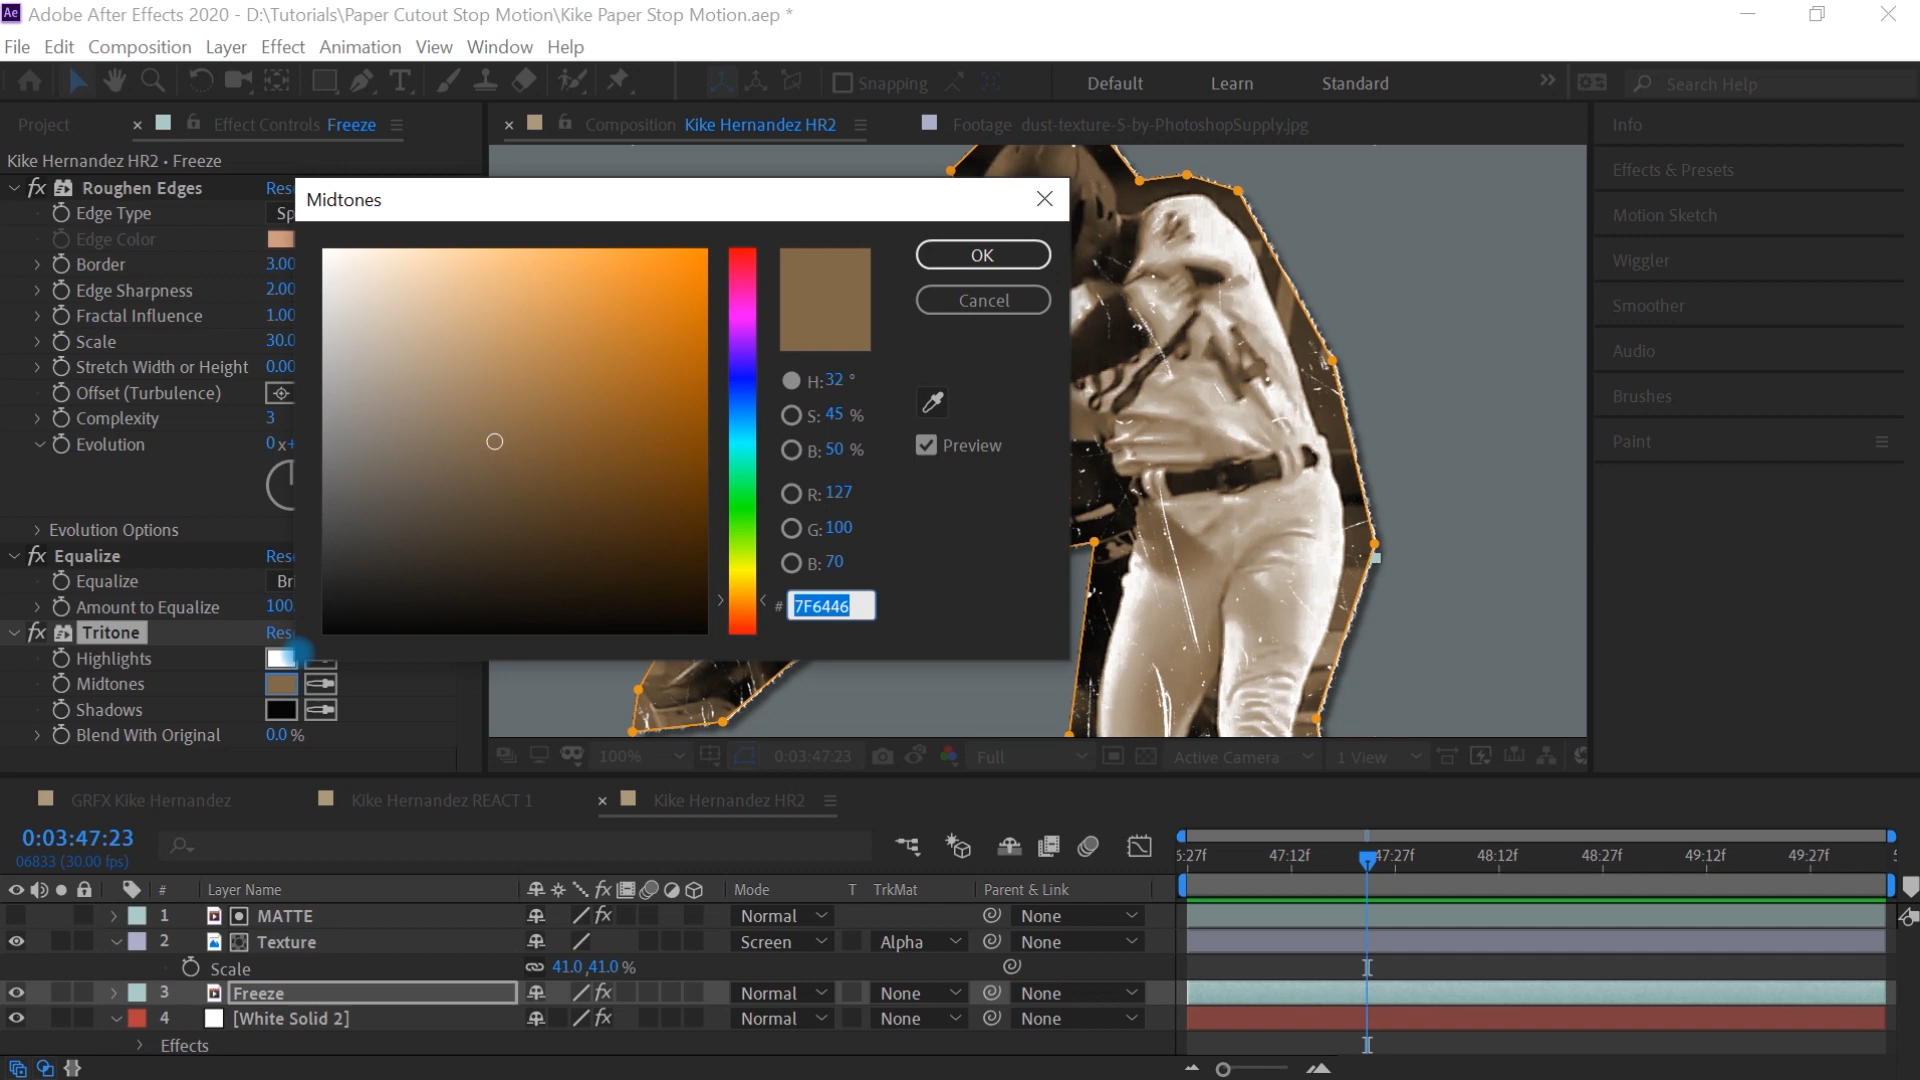 Ae Adobe After Effects 2020 - D:\Tutorials\Paper Cutout Stop Motion\Kike Paper Stop Motion.aep *
File Edit Composition Layer Effect Animation View Window Help
Snapping Default Learn Standard Search Help
Project Effect Controls Freeze
Composition Kike Hernandez HR2 Footage dust-texture-5-by-PhotoshopSupply.jpg
Kike Hernandez HR2 • Freeze
fx Roughen Edges
Edge Type
Edge Color
Border 3.00
Edge Sharpness 2.00
Fractal Influence 1.00
Scale 30.0
Stretch Width or Height 0.00
Offset (Turbulence)
Complexity 3
Evolution 0x+
Evolution Options
fx Equalize
Equalize
Amount to Equalize 100.
fx Tritone
Highlights
Midtones
Shadows
Blend With Original 0.0 %
Midtones
OK
Cancel
H: 32 °
S: 45 %
B: 50 %
Preview
R: 127
G: 100
B: 70
# 7F6446
Info
Effects & Presets
Motion Sketch
Wiggler
Smoother
Audio
Brushes
Paint
100% 0:03:47:23 Full Active Camera 1 View
GRFX Kike Hernandez Kike Hernandez REACT 1 Kike Hernandez HR2
0:03:47:23
06833 (30.00 fps)
:27f 47:12f 47:27f 48:12f 48:27f 49:12f 49:27f
# Layer Name fx Mode T TrkMat Parent & Link
1 MATTE fx Normal None
2 Texture Screen Alpha None
Scale 41.0,41.0 %
3 Freeze fx Normal None None
4 [White Solid 2] fx Normal None None
Effects